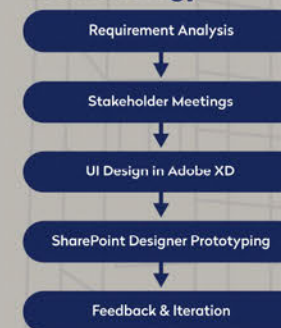 Requirement Analysis
Stakeholder Meetings
UI Design in Adobe XD
SharePoint Designer Prototyping
Feedback & Iteration